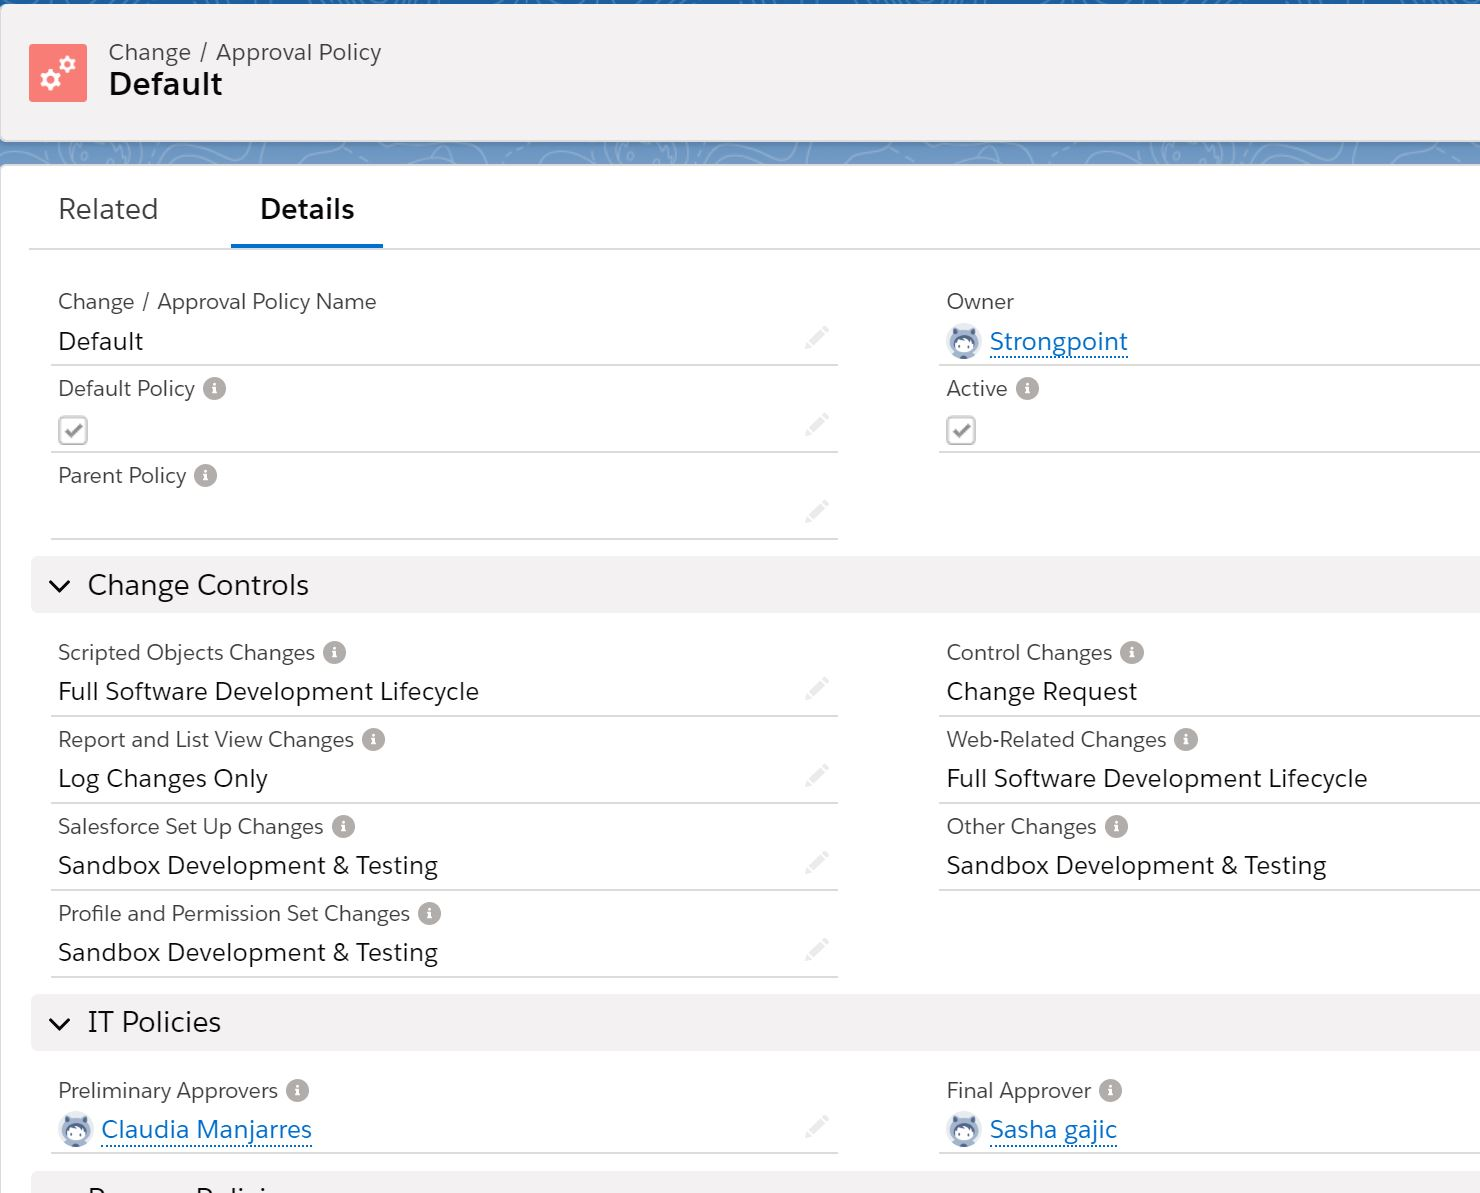 Change / Approval Policy
Default
Related Details
Change / Approval Policy Name
Default
Owner
Strongpoint
Default Policy
Active
Parent Policy
Change Controls
Scripted Objects Changes
Full Software Development Lifecycle
Control Changes
Change Request
Report and List View Changes
Log Changes Only
Web-Related Changes
Full Software Development Lifecycle
Salesforce Set Up Changes
Sandbox Development & Testing
Other Changes
Sandbox Development & Testing
Profile and Permission Set Changes
Sandbox Development & Testing
IT Policies
Preliminary Approvers
Claudia Manjarres
Final Approver
Sasha gajic